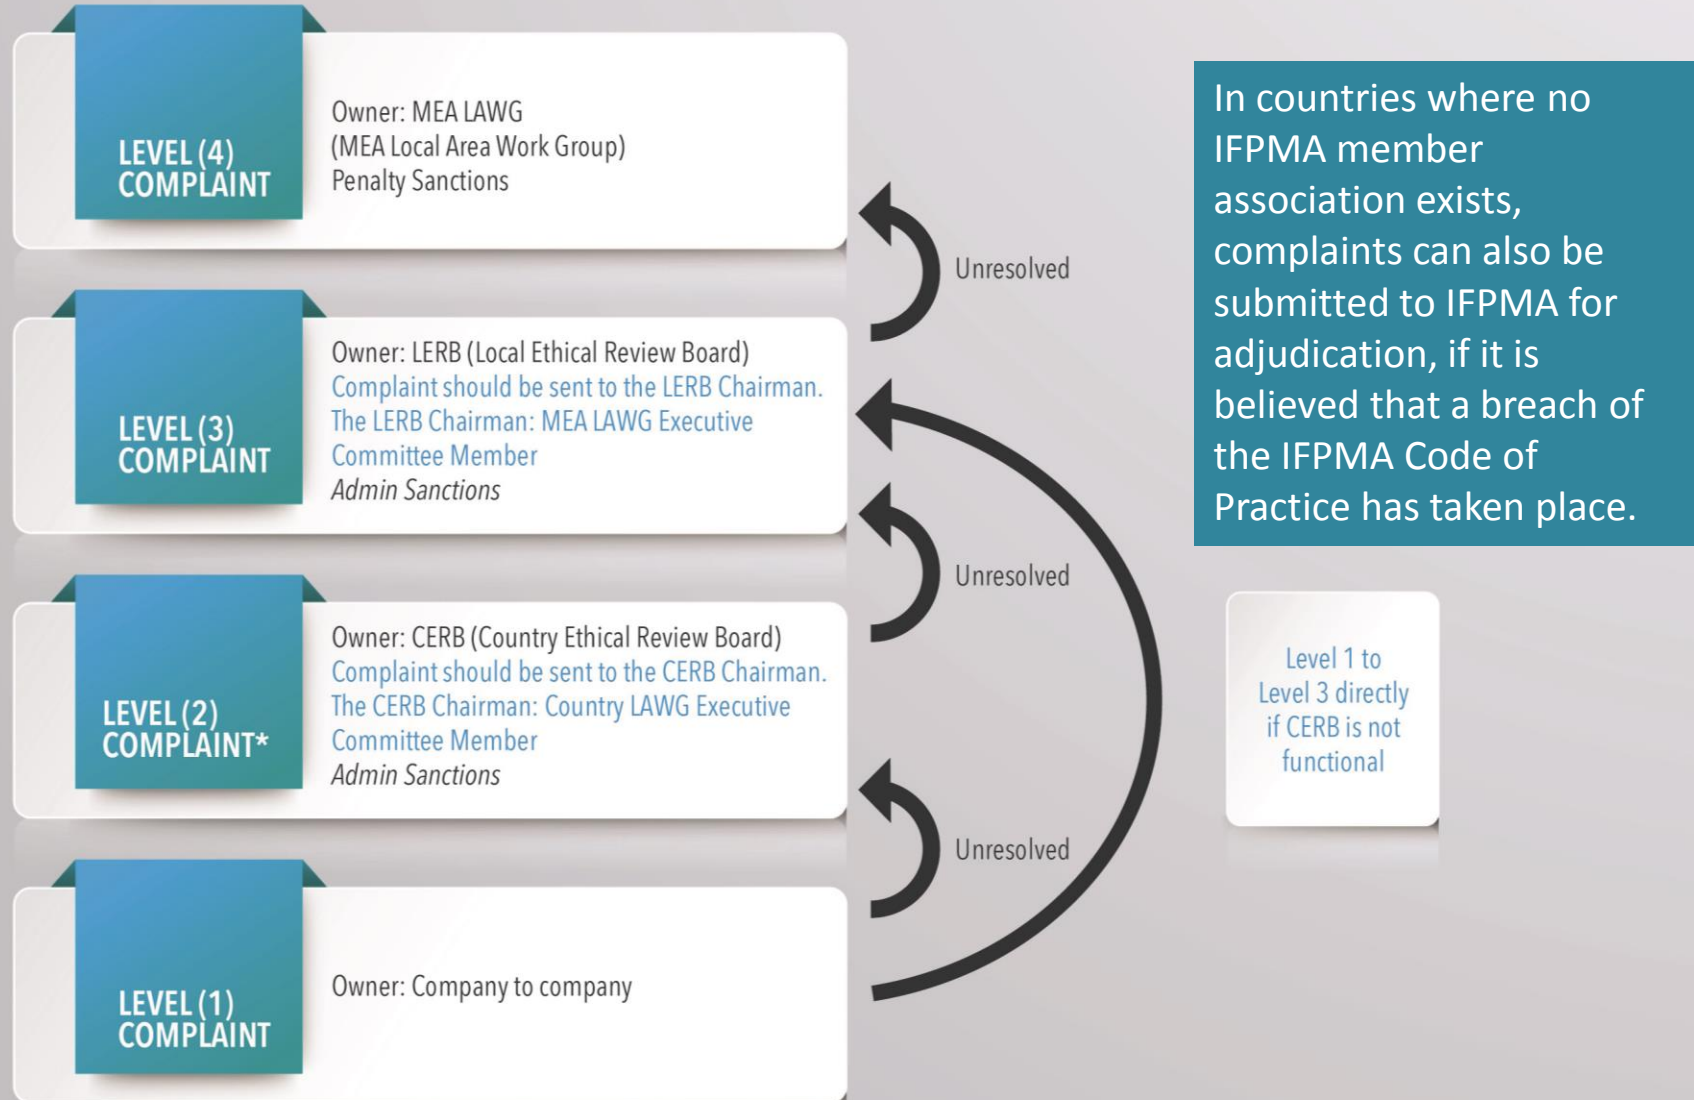 LEVEL (4)
COMPLAINT
Owner: MEA LAWG
(MEA Local Area Work Group)
Penalty Sanctions
Unresolved
LEVEL (3)
COMPLAINT
Owner: LERB (Local Ethical Review Board)
Complaint should be sent to the LERB Chairman.
The LERB Chairman: MEA LAWG Executive
Committee Member
Admin Sanctions
Unresolved
LEVEL (2)
COMPLAINT*
Owner: CERB (Country Ethical Review Board)
Complaint should be sent to the CERB Chairman.
The CERB Chairman: Country LAWG Executive
Committee Member
Admin Sanctions
Unresolved
LEVEL (1)
COMPLAINT
Owner: Company to company
In countries where no
IFPMA member
association exists,
complaints can also be
submitted to IFPMA for
adjudication, if it is
believed that a breach of
the IFPMA Code of
Practice has taken place.
Level 1 to
Level 3 directly
if CERB is not
functional